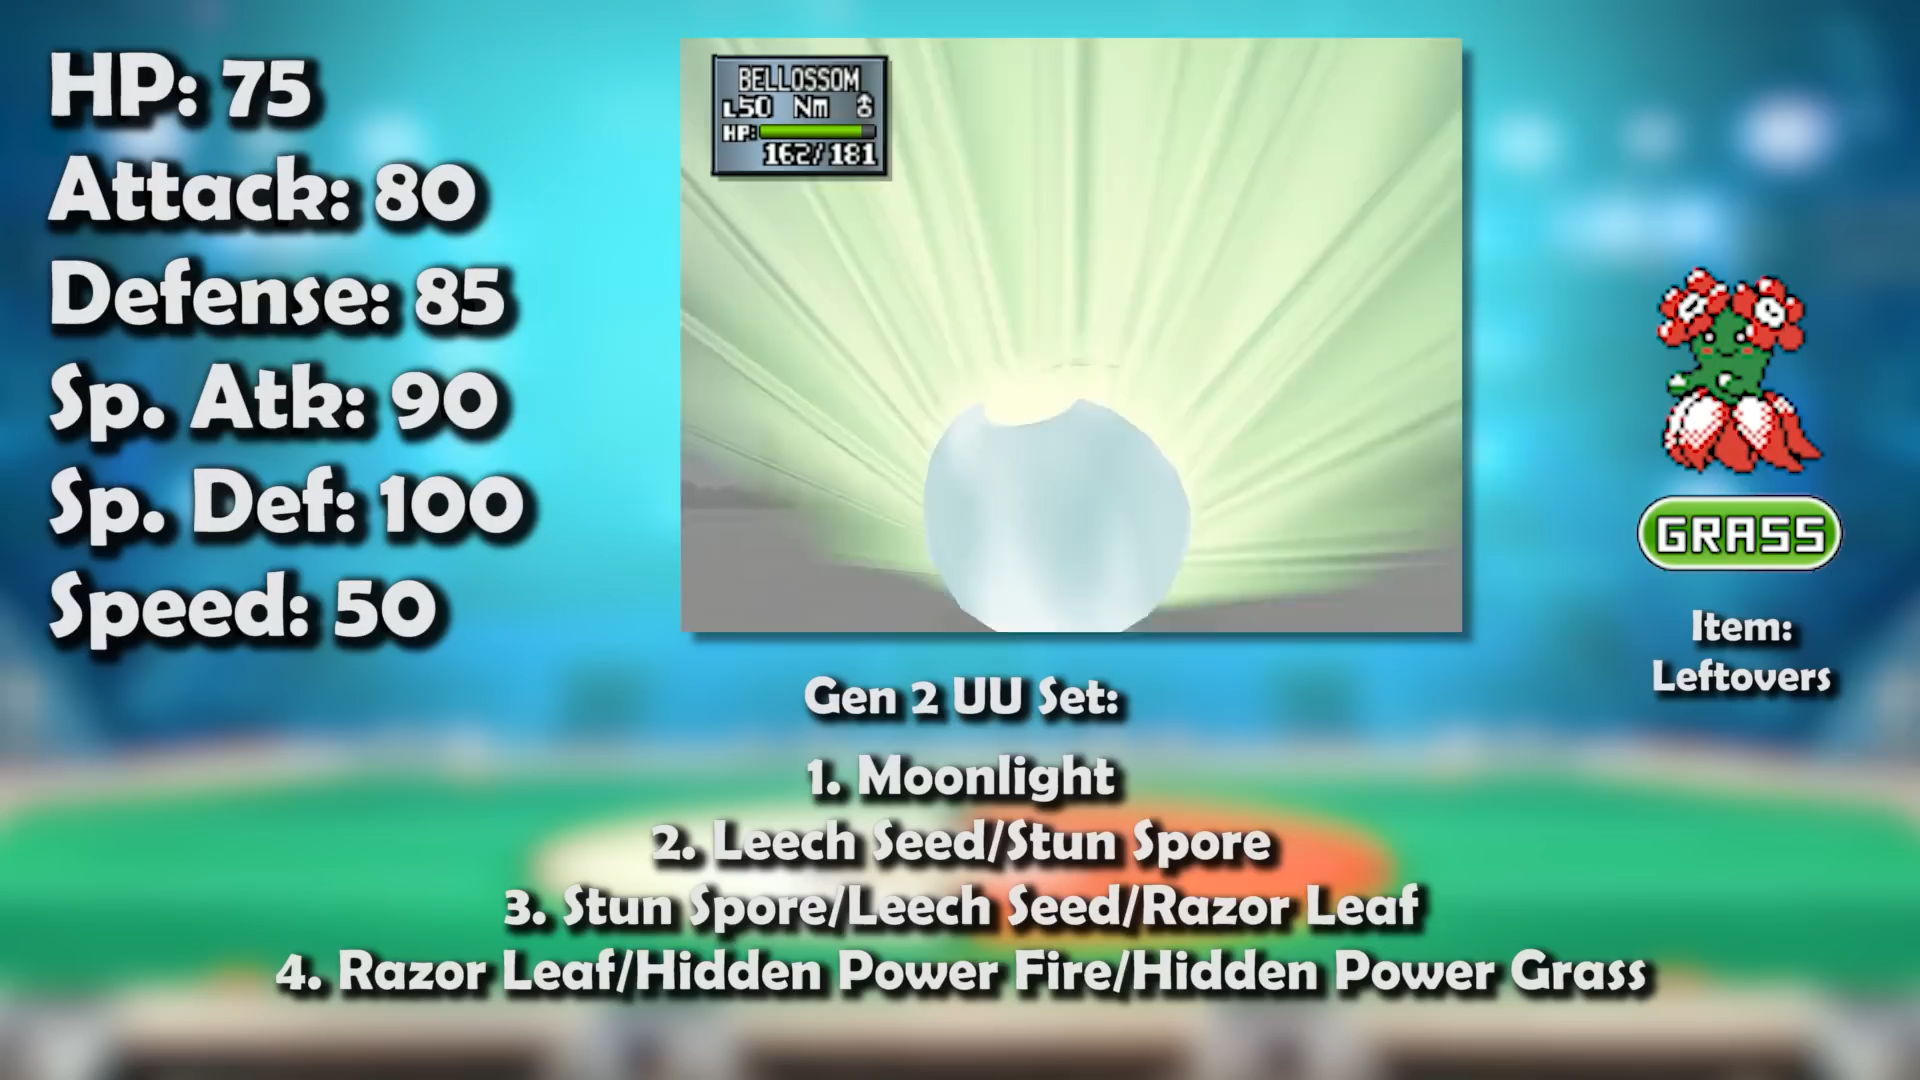 HP: 75
Attack: 80
Defense: 85
Sp. Atk: 90
Sp. Def: 100
Speed: 50
BELLOSSOM
L50 Nm ♂
HP:
162/181
GRASS
Item:
Leftovers
Gen 2 UU Set:
1. Moonlight
2. Leech Seed/Stun Spore
3. Stun Spore/Leech Seed/Razor Leaf
4. Razor Leaf/Hidden Power Fire/Hidden Power Grass